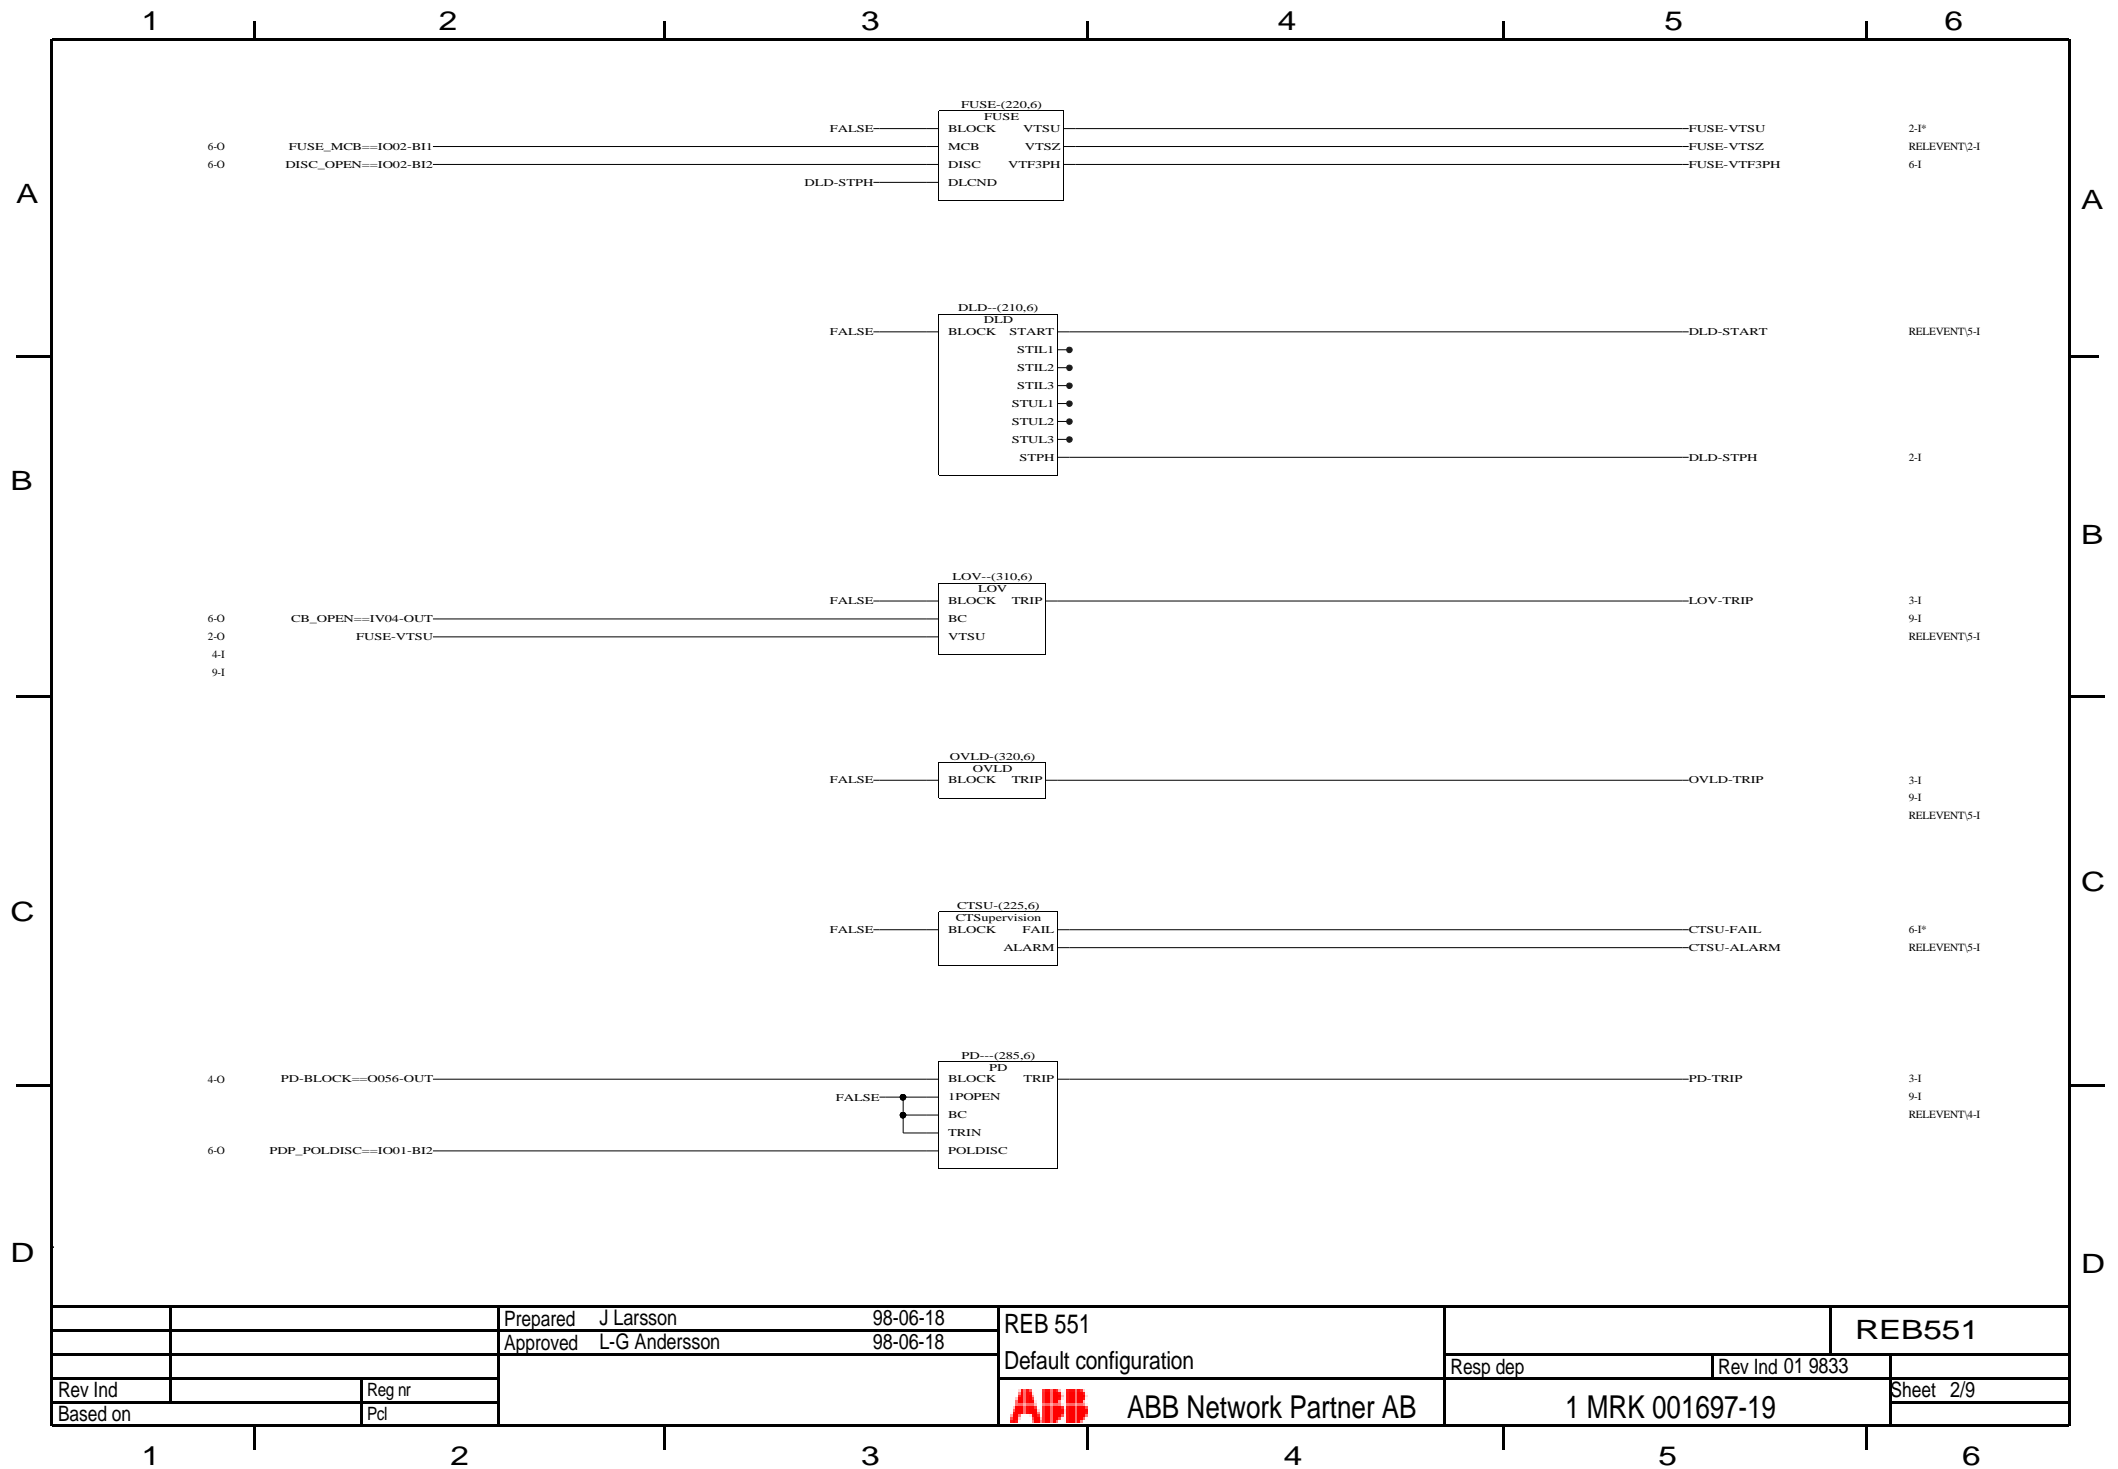 1 2 3 4 5 6
FUSE-(220,6)
FUSE
FALSE BLOCK VTSU FUSE-VTSU 2-I*
6-O FUSE_MCB==IO02-BI1 MCB VTSZ FUSE-VTSZ RELEVENT\2-I
6-O DISC_OPEN==IO02-BI2 DISC VTF3PH FUSE-VTF3PH 6-I
DLD-STPH DLCND
A A
DLD--(210,6)
DLD
FALSE BLOCK START DLD-START RELEVENT\5-I
STIL1
STIL2
STIL3
STUL1
STUL2
STUL3
STPH DLD-STPH 2-I
B B
LOV--(310,6)
LOV
FALSE BLOCK TRIP LOV-TRIP 3-I
6-O CB_OPEN==IV04-OUT BC 9-I
2-O FUSE-VTSU VTSU RELEVENT\5-I
4-I
9-I
OVLD-(320,6)
OVLD
FALSE BLOCK TRIP OVLD-TRIP 3-I
9-I
RELEVENT\5-I
C C
CTSU-(225,6)
CTSupervision
FALSE BLOCK FAIL CTSU-FAIL 6-I*
ALARM CTSU-ALARM RELEVENT\5-I
PD---(285,6)
PD
4-O PD-BLOCK==O056-OUT BLOCK TRIP PD-TRIP 3-I
FALSE 1POPEN 9-I
BC RELEVENT\4-I
TRIN
6-O PDP_POLDISC==IO01-BI2 POLDISC
D D
Prepared J Larsson 98-06-18
Approved L-G Andersson 98-06-18
REB 551
Default configuration
REB551
Resp dep Rev Ind 01 9833
Rev Ind Reg nr
Based on Pcl
ABB ABB Network Partner AB
1 MRK 001697-19
Sheet 2/9
1 2 3 4 5 6